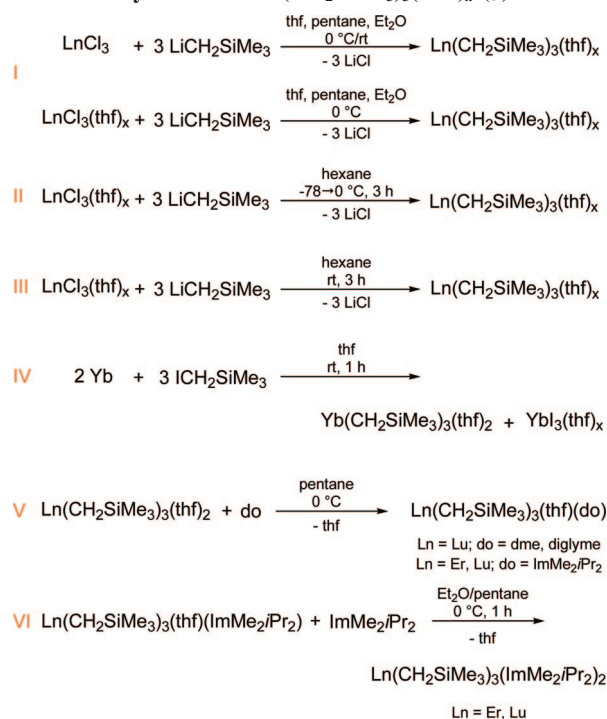 thf, pentane, Et₂O
LnCl₃ + 3 LiCH₂SiMe₃ 0 °C/rt Ln(CH₂SiMe₃)₃(thf)ₓ
- 3 LiCl
I
thf, pentane, Et₂O
LnCl₃(thf)ₓ + 3 LiCH₂SiMe₃ 0 °C Ln(CH₂SiMe₃)₃(thf)ₓ
- 3 LiCl
hexane
II LnCl₃(thf)ₓ + 3 LiCH₂SiMe₃ -78→0 °C, 3 h Ln(CH₂SiMe₃)₃(thf)ₓ
- 3 LiCl
hexane
III LnCl₃(thf)ₓ + 3 LiCH₂SiMe₃ rt, 3 h Ln(CH₂SiMe₃)₃(thf)ₓ
- 3 LiCl
thf
IV 2 Yb + 3 ICH₂SiMe₃ rt, 1 h
Yb(CH₂SiMe₃)₃(thf)₂ + YbI₃(thf)ₓ
pentane
V Ln(CH₂SiMe₃)₃(thf)₂ + do 0 °C Ln(CH₂SiMe₃)₃(thf)(do)
- thf
Ln = Lu; do = dme, diglyme
Ln = Er, Lu; do = ImMe₂iPr₂
Et₂O/pentane
VI Ln(CH₂SiMe₃)₃(thf)(ImMe₂iPr₂) + ImMe₂iPr₂ 0 °C, 1 h
- thf
Ln(CH₂SiMe₃)₃(ImMe₂iPr₂)₂
Ln = Er, Lu